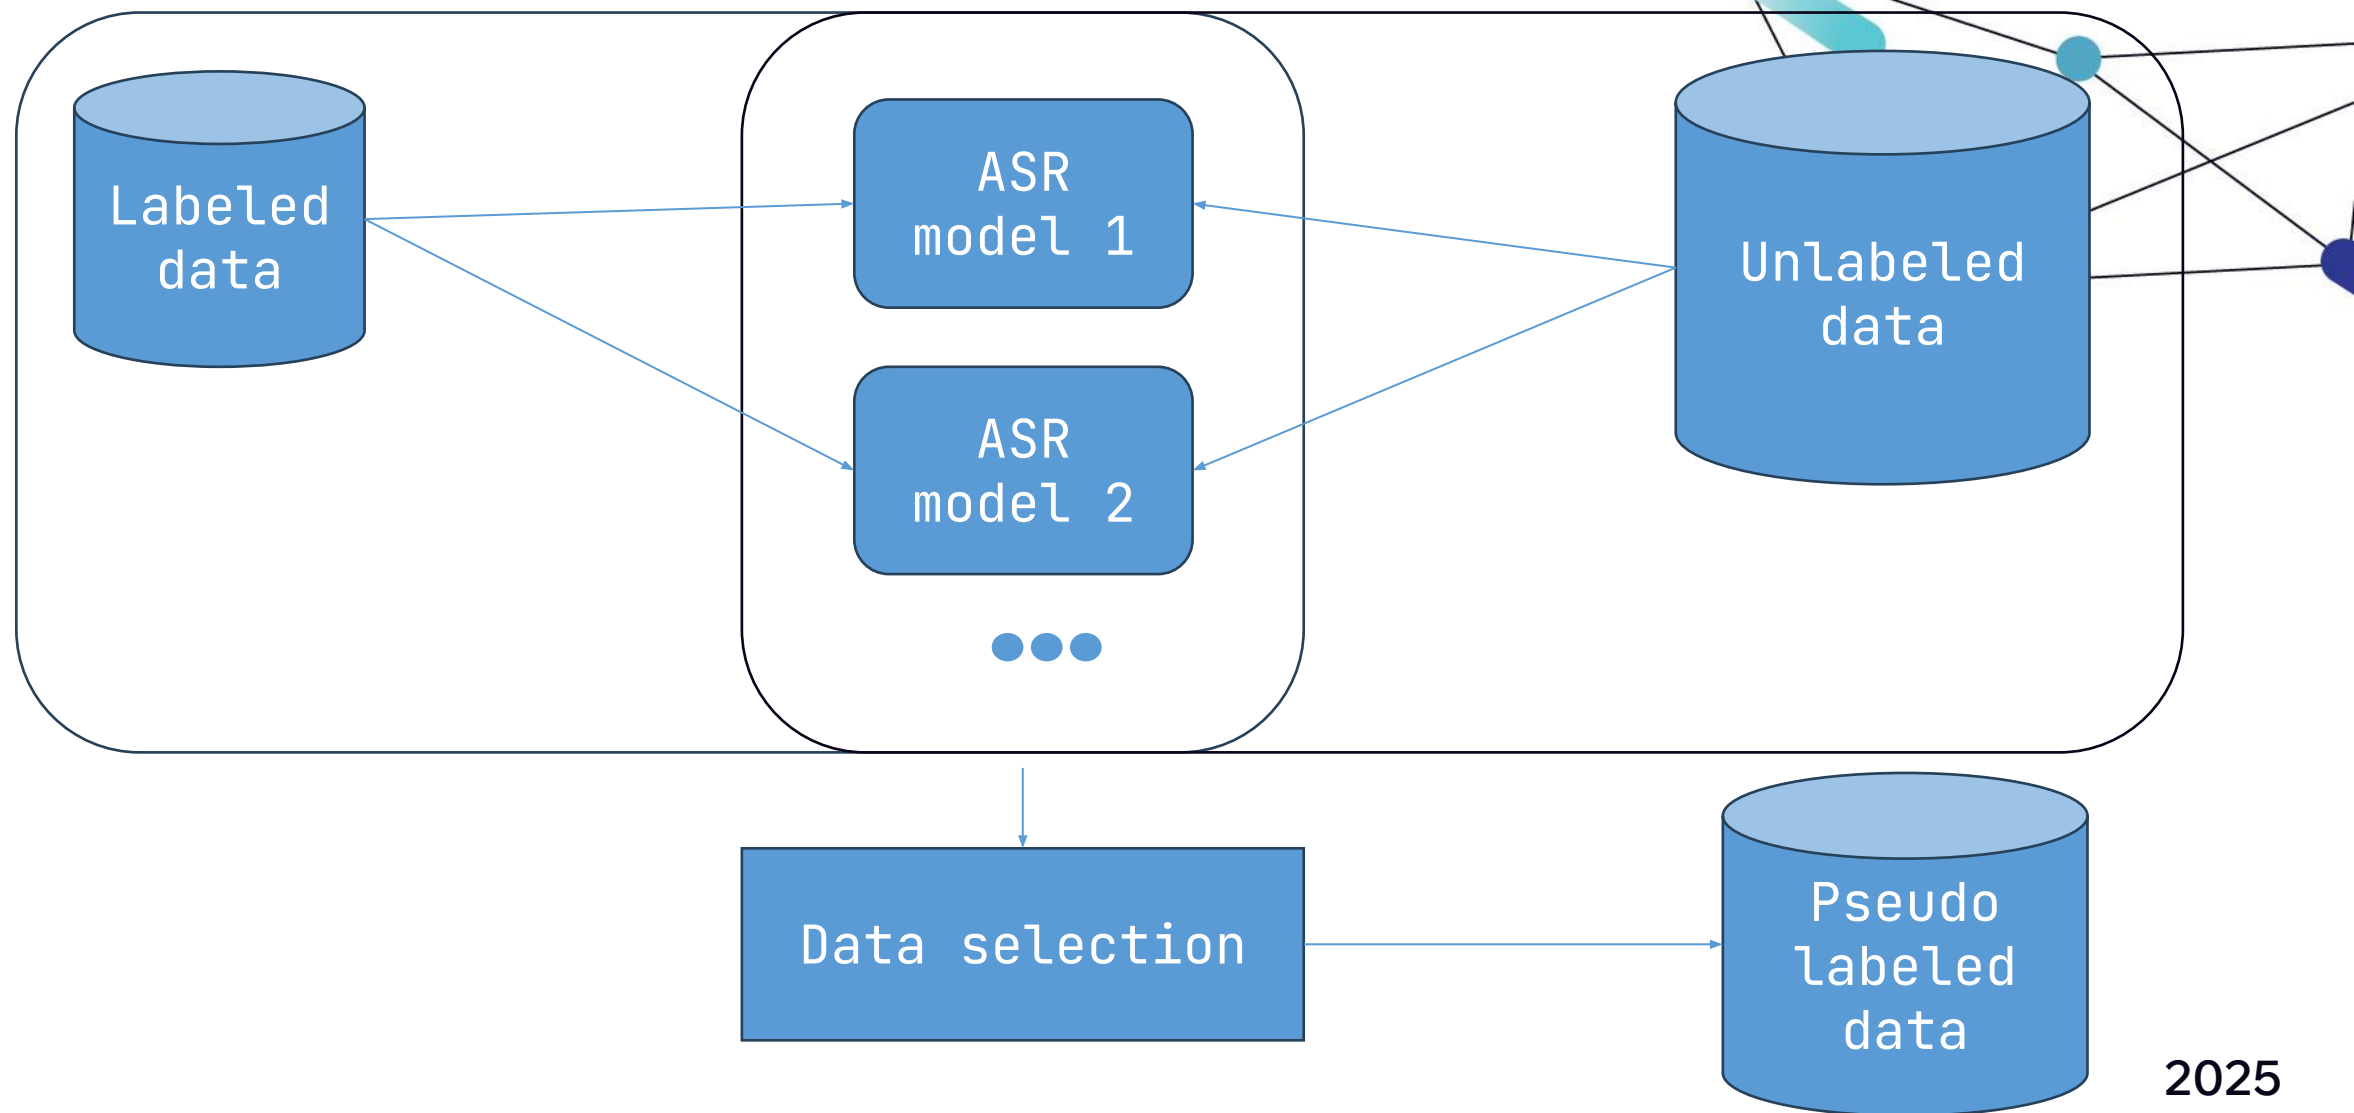 Labeled
data
ASR
model 1
ASR
model 2
Unlabeled
data
Data selection
Pseudo
labeled
data
2025